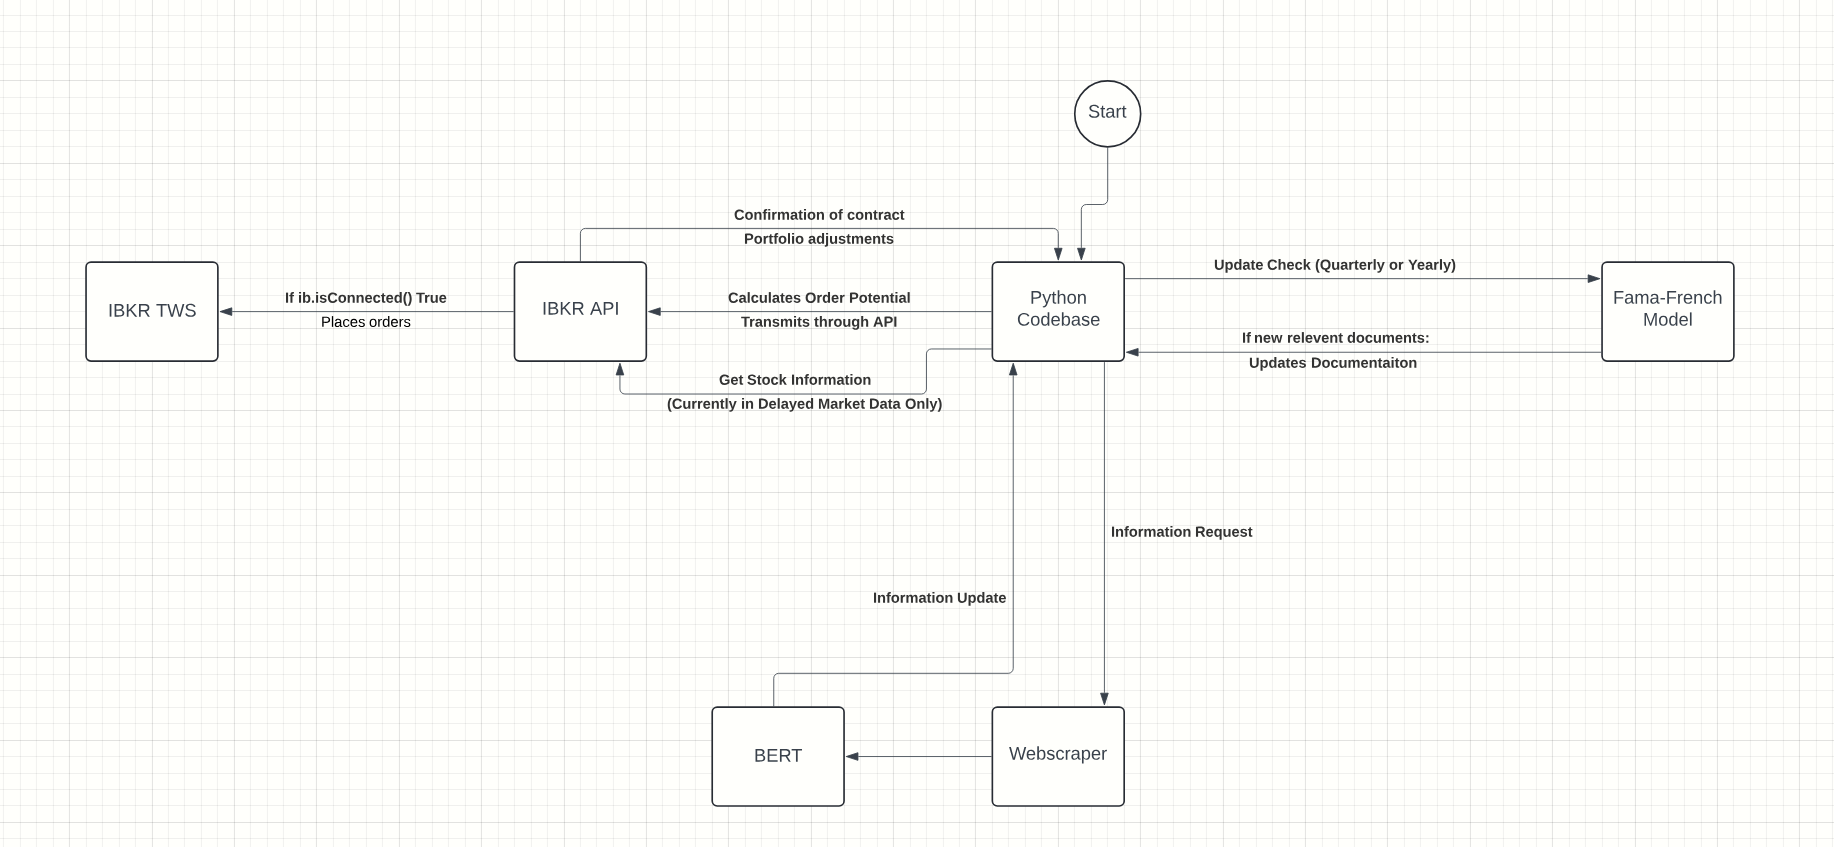 Start
Confirmation of contract
Portfolio adjustments
IBKR TWS
If ib.isConnected() True
Places orders
IBKR API
Calculates Order Potential
Transmits through API
Python
Codebase
Update Check (Quarterly or Yearly)
Fama-French
Model
If new relevent documents:
Updates Documentaiton
Get Stock Information
(Currently in Delayed Market Data Only)
Information Request
Information Update
BERT
Webscraper